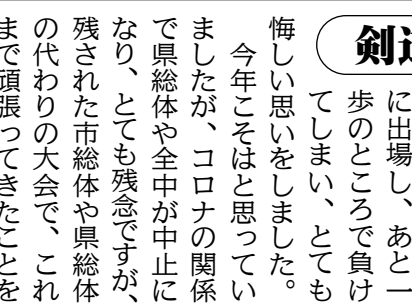 剣道
に出場し、あと一
歩のところで負け
てしまい、とても
悔しい思いをしました。
今年こそはと思ってい
ましたが、コロナの関係
で県総体や全中が中止に
なり、とても残念ですが、
残された市総体や県総体
の代わりの大会で、これ
まで頑張ってきたことを